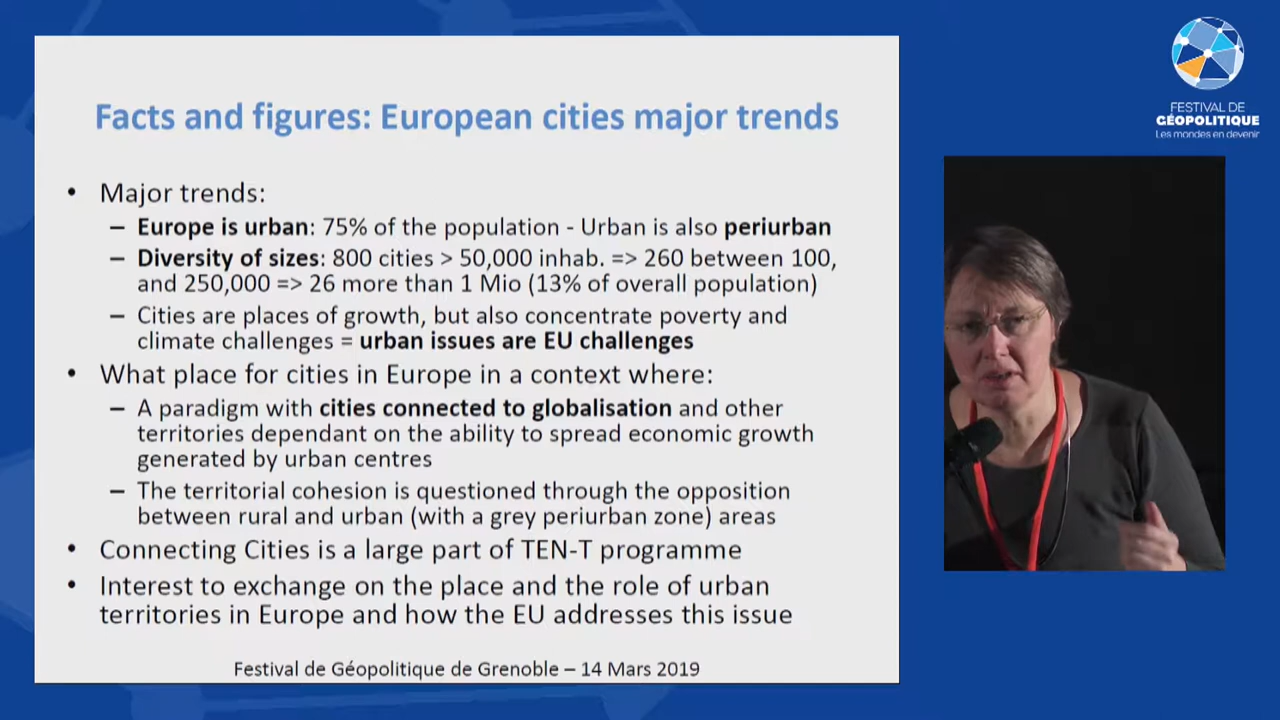 Facts and figures: European cities major trends
• Major trends:
– Europe is urban: 75% of the population - Urban is also periurban
– Diversity of sizes: 800 cities > 50,000 inhab. => 260 between 100,
and 250,000 => 26 more than 1 Mio (13% of overall population)
– Cities are places of growth, but also concentrate poverty and
climate challenges = urban issues are EU challenges
• What place for cities in Europe in a context where:
– A paradigm with cities connected to globalisation and other
territories dependant on the ability to spread economic growth
generated by urban centres
– The territorial cohesion is questioned through the opposition
between rural and urban (with a grey periurban zone) areas
• Connecting Cities is a large part of TEN-T programme
• Interest to exchange on the place and the role of urban
territories in Europe and how the EU addresses this issue
Festival de Géopolitique de Grenoble – 14 Mars 2019
FESTIVAL DE
GÉOPOLITIQUE
Les mondes en devenir